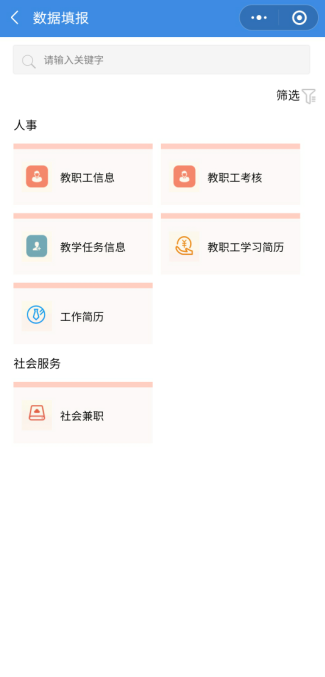 数据填报
请输入关键字
筛选
人事
教职工信息
教职工考核
教学任务信息
教职工学习简历
工作简历
社会服务
社会兼职